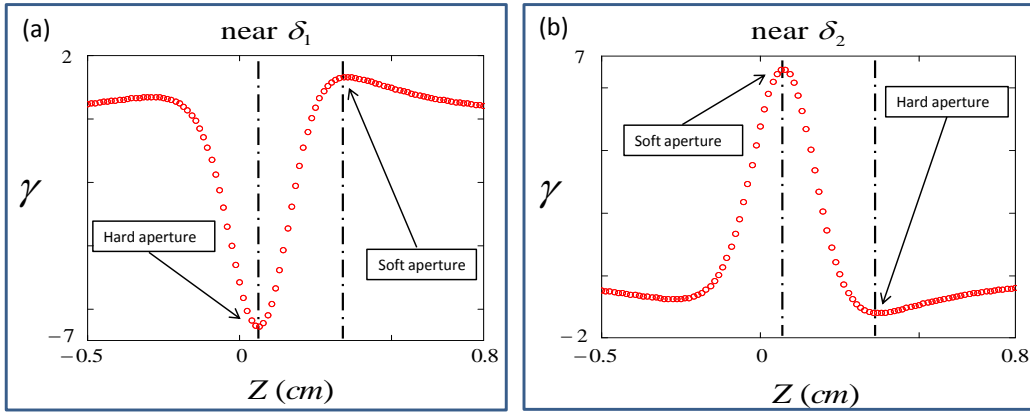 (a)
near δ₁
2
γ
Hard aperture
Soft aperture
−7
−0.5
0
0.8
Z (cm)
(b)
near δ₂
7
Soft aperture
Hard aperture
γ
−2
−0.5
0
0.8
Z (cm)